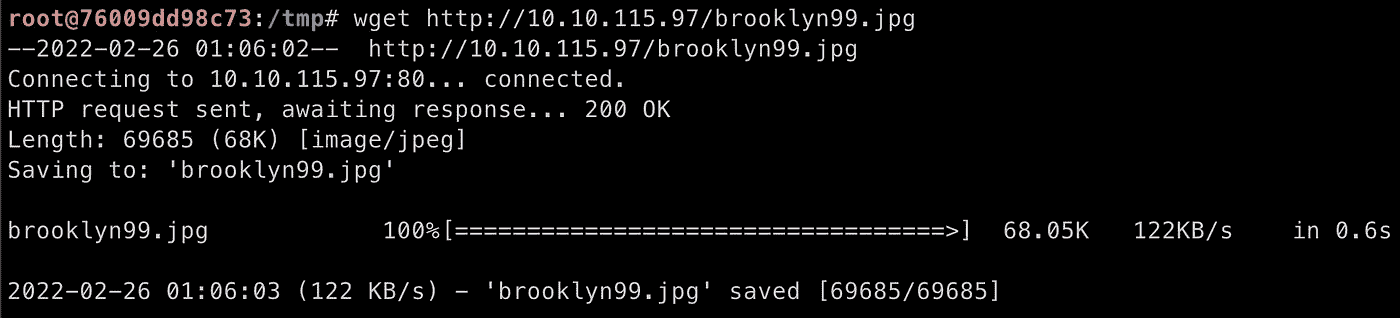 root@76009dd98c73:/tmp# wget http://10.10.115.97/brooklyn99.jpg
--2022-02-26 01:06:02--  http://10.10.115.97/brooklyn99.jpg
Connecting to 10.10.115.97:80... connected.
HTTP request sent, awaiting response... 200 OK
Length: 69685 (68K) [image/jpeg]
Saving to: 'brooklyn99.jpg'
brooklyn99.jpg            100%[==================================>]  68.05K   122KB/s    in 0.6s
2022-02-26 01:06:03 (122 KB/s) - 'brooklyn99.jpg' saved [69685/69685]